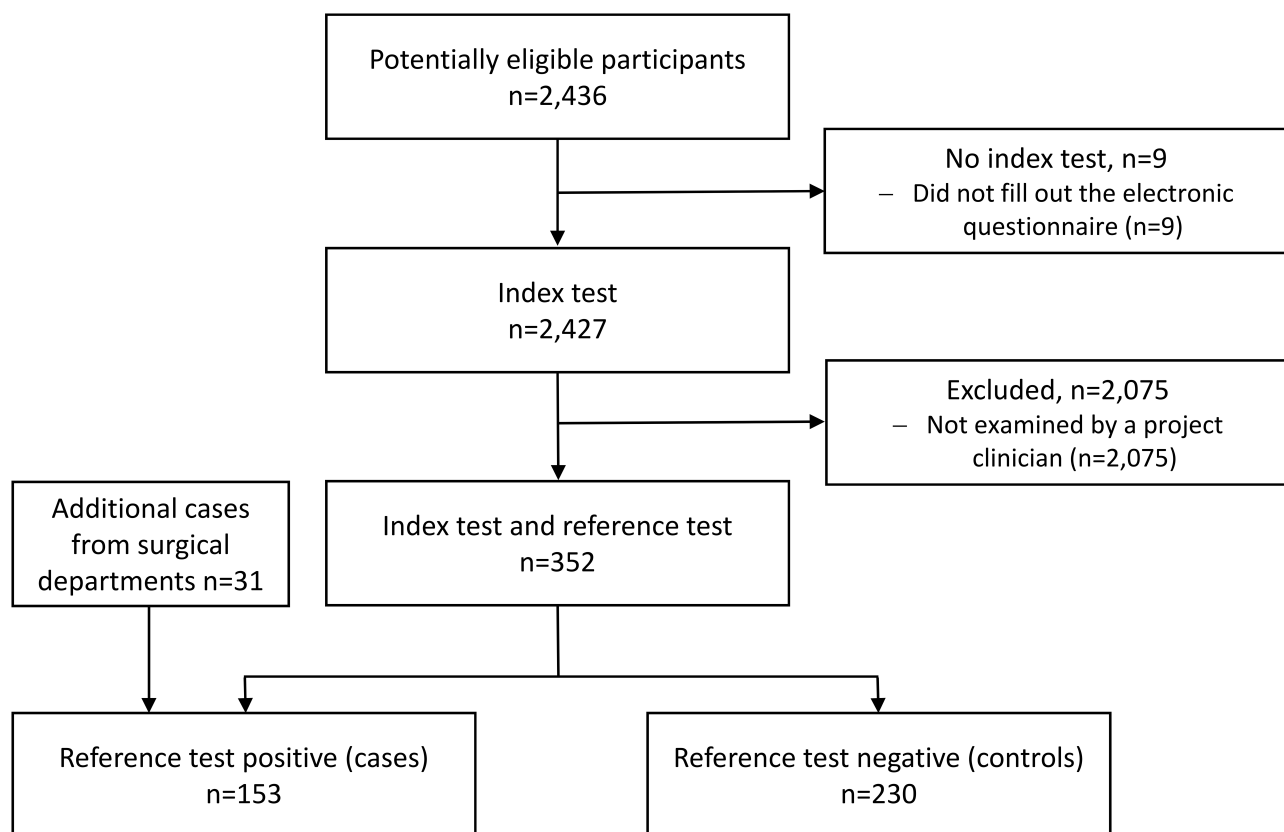 Potentially eligible participants
n=2,436
No index test, n=9
– Did not fill out the electronic
questionnaire (n=9)
Index test
n=2,427
Excluded, n=2,075
– Not examined by a project
clinician (n=2,075)
Additional cases
from surgical
departments n=31
Index test and reference test
n=352
Reference test positive (cases)
n=153
Reference test negative (controls)
n=230